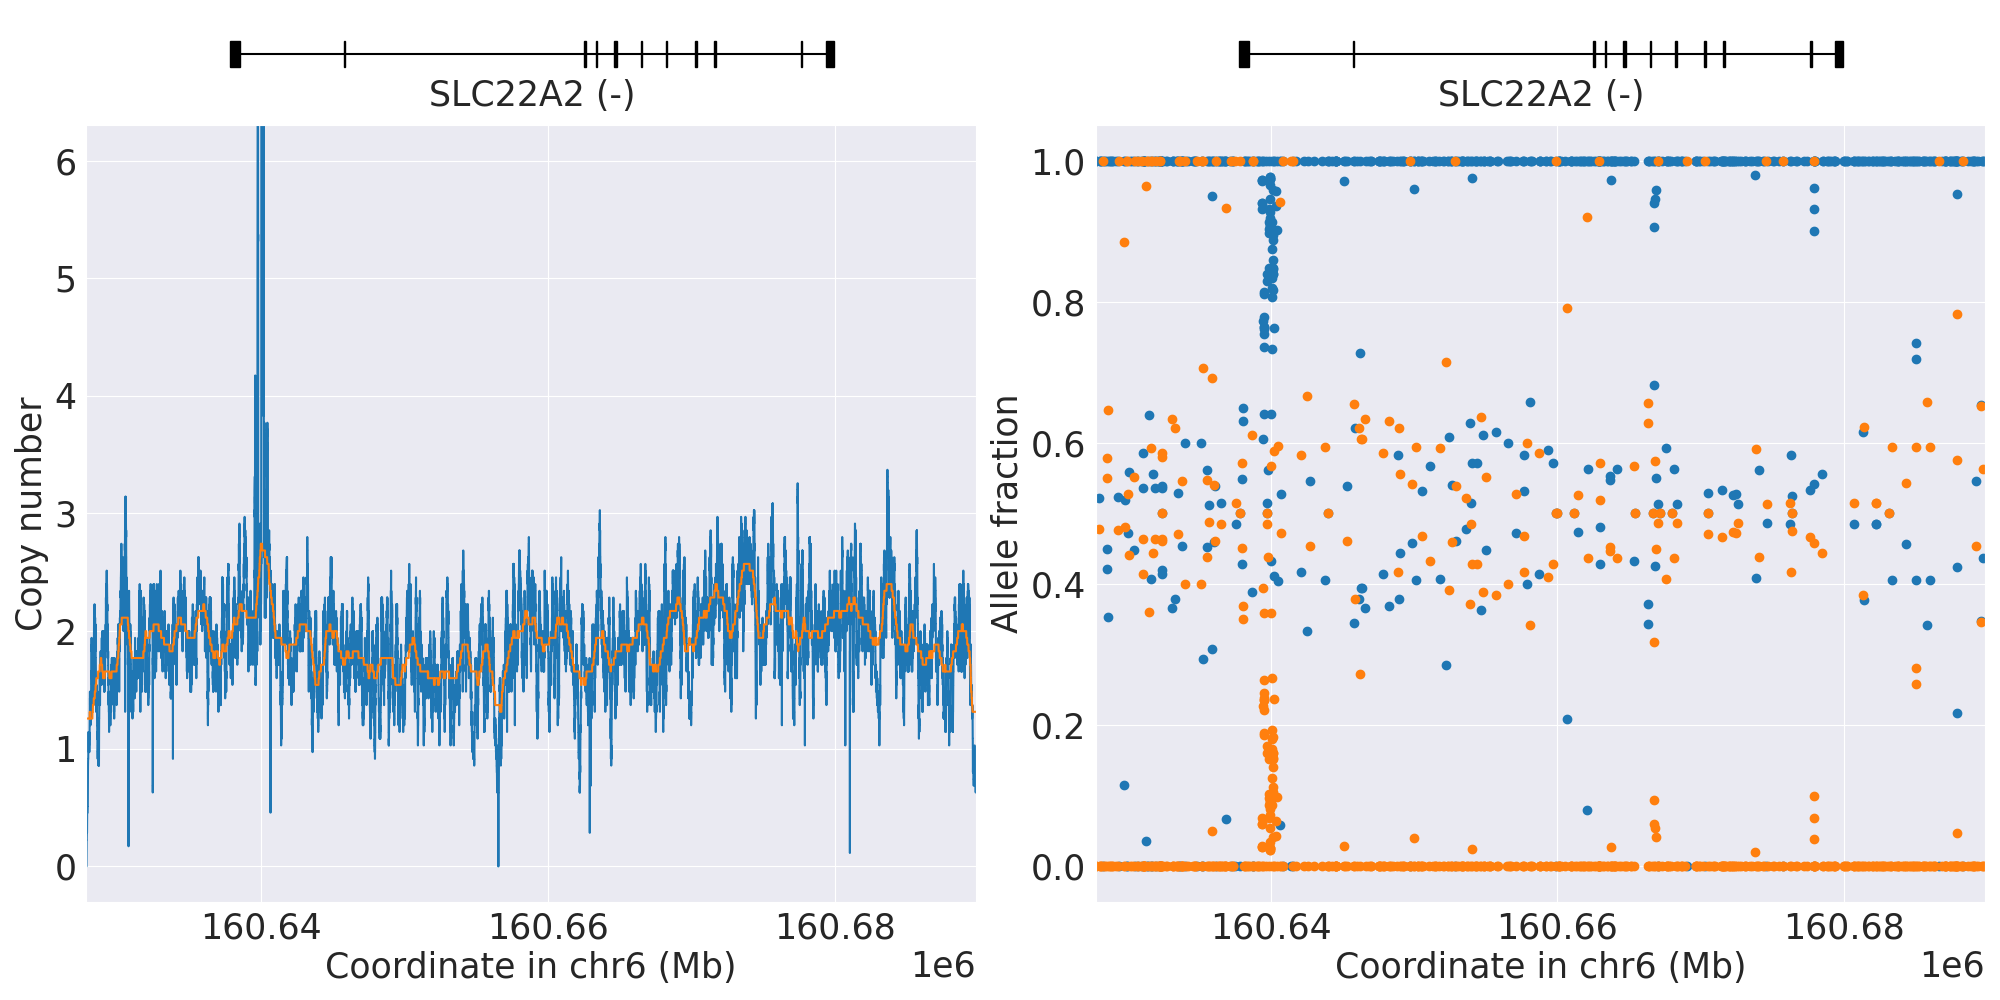 SLC22A2 (-)
6
5
4
3
2
1
0
Copy number
160.64
160.66
160.68
Coordinate in chr6 (Mb)
1e6
SLC22A2 (-)
1.0
0.8
0.6
0.4
0.2
0.0
Allele fraction
160.64
160.66
160.68
Coordinate in chr6 (Mb)
1e6